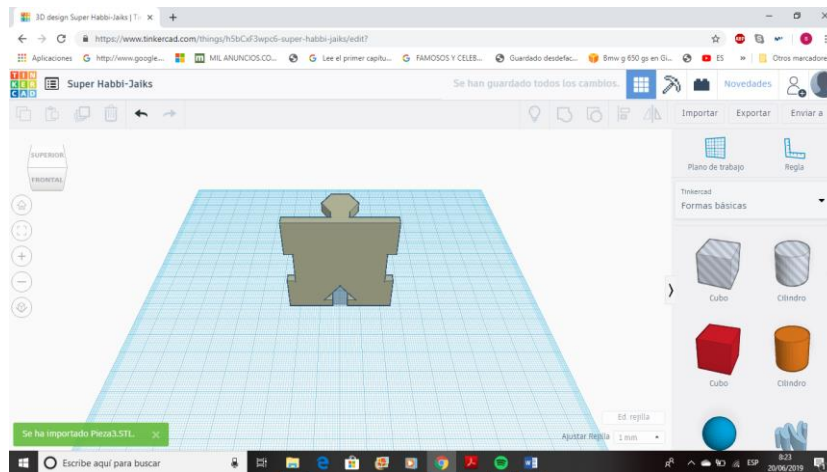 3D design Super Habbi-Jaiks | Ti
https://www.tinkercad.com/things/h5bCxF3wpc6-super-habbi-jaiks/edit?
Aplicaciones
http://www.google...
MIL ANUNCIOS.CO...
Lee el primer capítu...
FAMOSOS Y CELEB...
Guardado desdefac...
Bmw g 650 gs en Gi...
ES
»
Otros marcadores
TIN
KER
CAD
Super Habbi-Jaiks
Se han guardado todos los cambios.
Novedades
Importar
Exportar
Enviar a
SUPERIOR
FRONTAL
Plano de trabajo
Regla
Tinkercad
Formas básicas
Cubo
Cilindro
Cubo
Cilindro
Ed. rejilla
Ajustar Rejilla
1 mm
Se ha importado Pieza3.STL.
Escribe aquí para buscar
ESP
8:23
20/06/2019